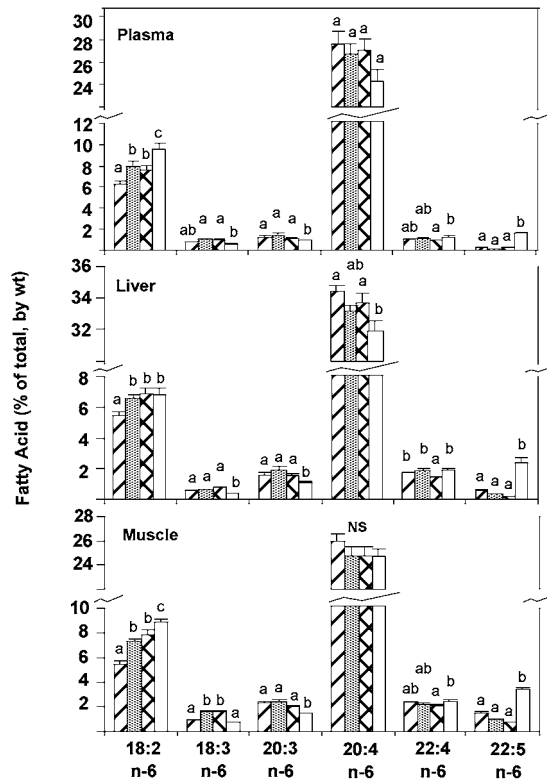 Fatty Acid (% of total, by wt)
Plasma
30
28
26
24
12
10
8
6
4
2
a b b c
ab a a b
a a a b
a a a a
ab ab a b
a a a b
Liver
36
34
32
8
6
4
2
a b b b
a a a b
a a a b
a ab a b
b b a b
a a a b
Muscle
28
26
24
10
8
6
4
2
a b b c
a b b a
a a a b
NS
ab ab a b
a a a b
18:2 18:3 20:3 20:4 22:4 22:5
n-6 n-6 n-6 n-6 n-6 n-6